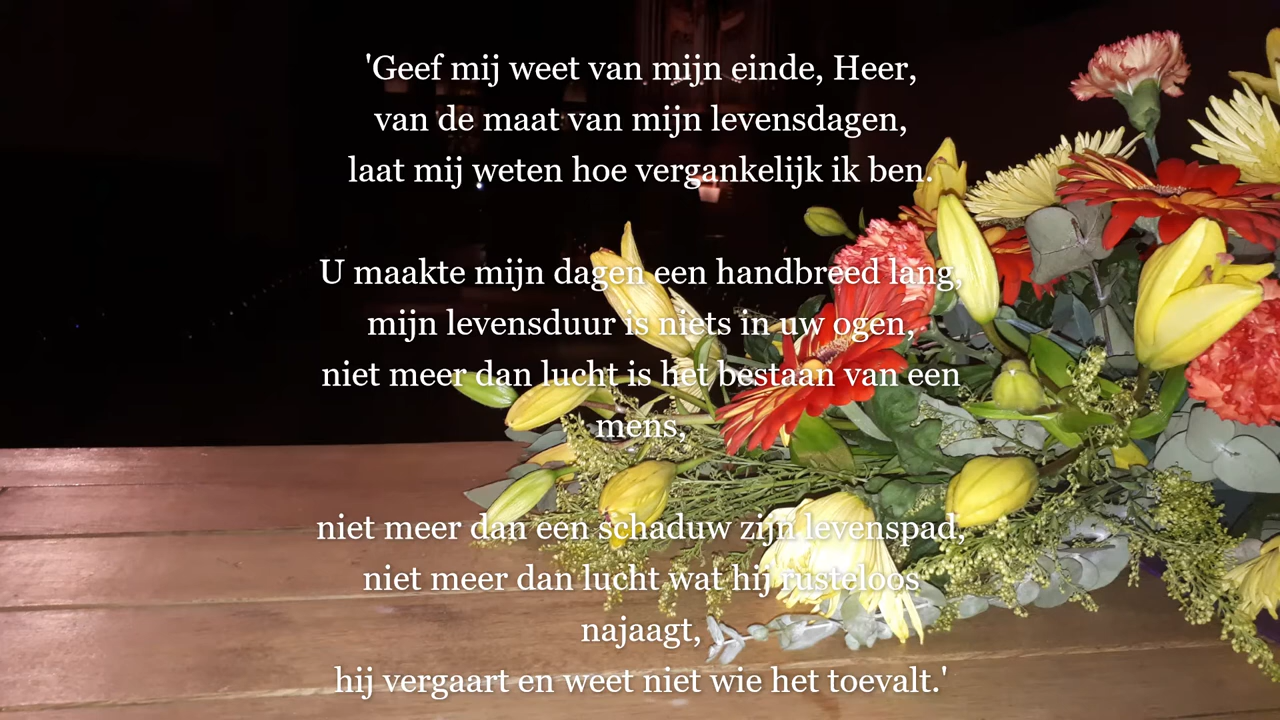 'Geef mij weet van mijn einde, Heer,
van de maat van mijn levensdagen,
laat mij weten hoe vergankelijk ik ben.
U maakte mijn dagen een handbreed lang,
mijn levensduur is niets in uw ogen,
niet meer dan lucht is het bestaan van een
mens,
niet meer dan een schaduw zijn levenspad,
niet meer dan lucht wat hij rusteloos
najaagt,
hij vergaart en weet niet wie het toevalt.'